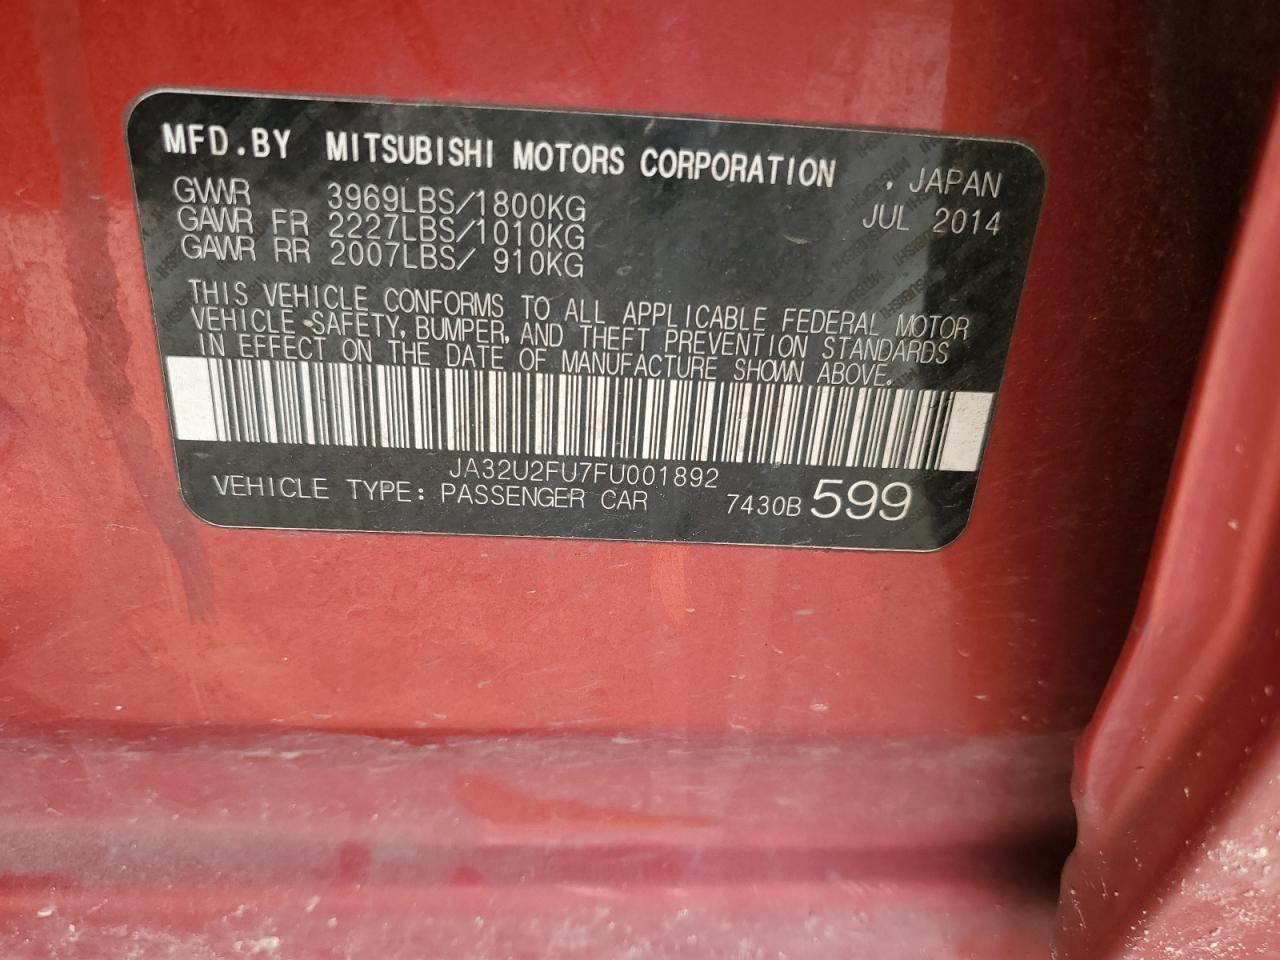 MFD.BY MITSUBISHI MOTORS CORPORATION , JAPAN
GVWR 3969LBS/1800KG JUL 2014
GAWR FR 2227LBS/1010KG
GAWR RR 2007LBS/ 910KG
THIS VEHICLE CONFORMS TO ALL APPLICABLE FEDERAL MOTOR
VEHICLE SAFETY, BUMPER, AND THEFT PREVENTION STANDARDS
IN EFFECT ON THE DATE OF MANUFACTURE SHOWN ABOVE.
JA32U2FU7FU001892
VEHICLE TYPE: PASSENGER CAR 7430B 599